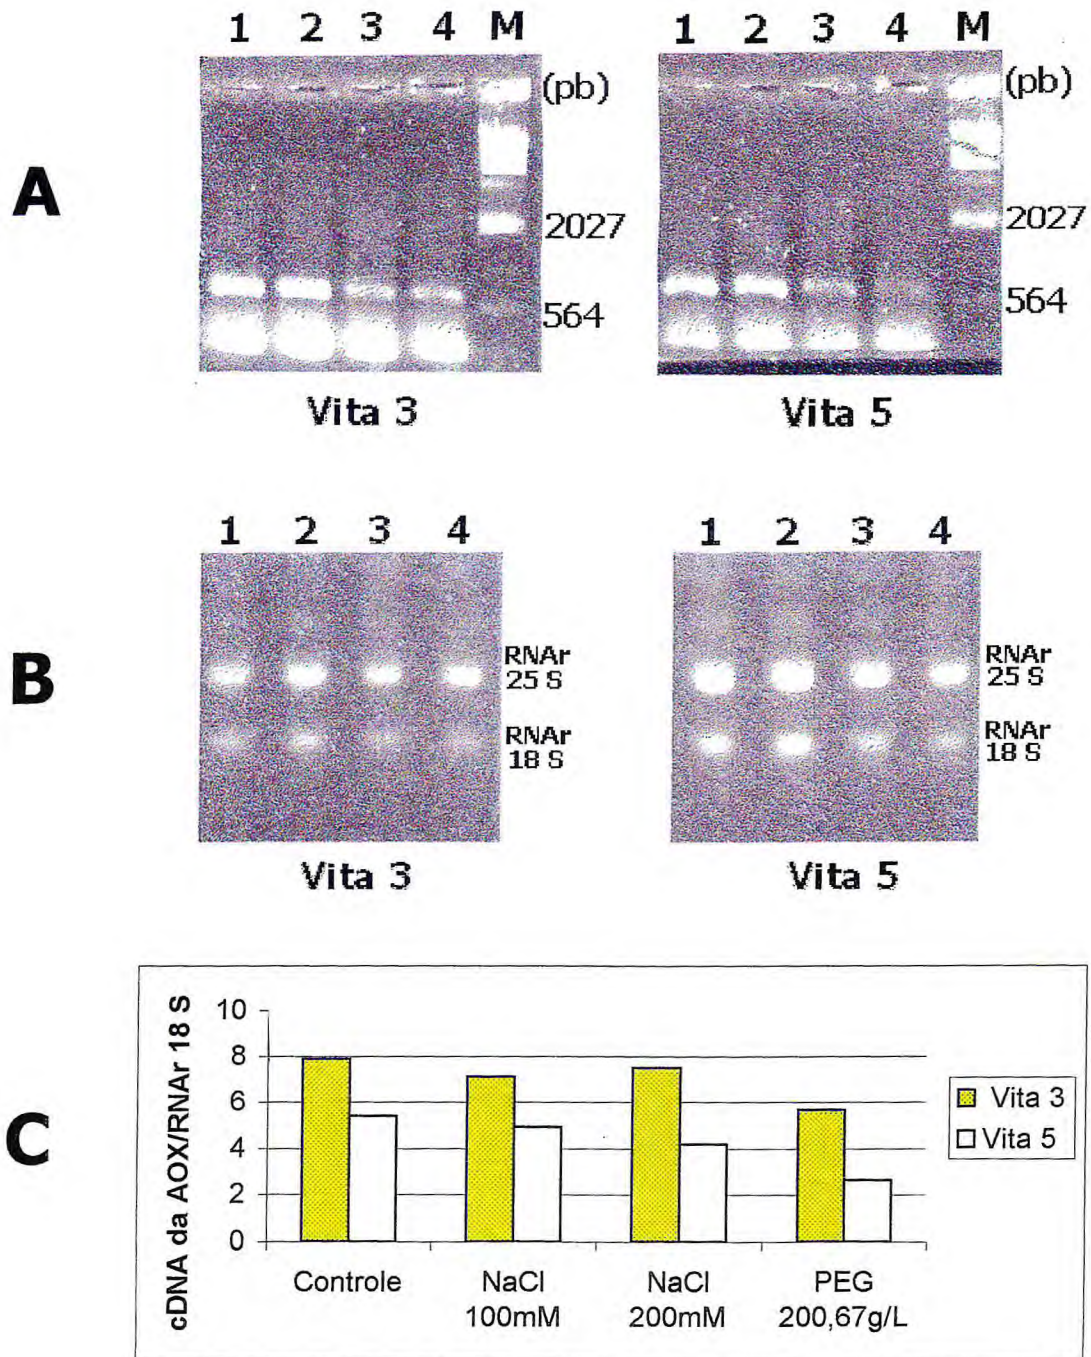 A
1 2 3 4 M
(pb)
2027
564
Vita 3
1 2 3 4 M
(pb)
2027
564
Vita 5
B
1 2 3 4
RNAr
25 S
RNAr
18 S
Vita 3
1 2 3 4
RNAr
25 S
RNAr
18 S
Vita 5
C
cDNA da AOX/RNAr 18 S
10
8
6
4
2
0
Controle
NaCl
100mM
NaCl
200mM
PEG
200,67g/L
Vita 3
Vita 5